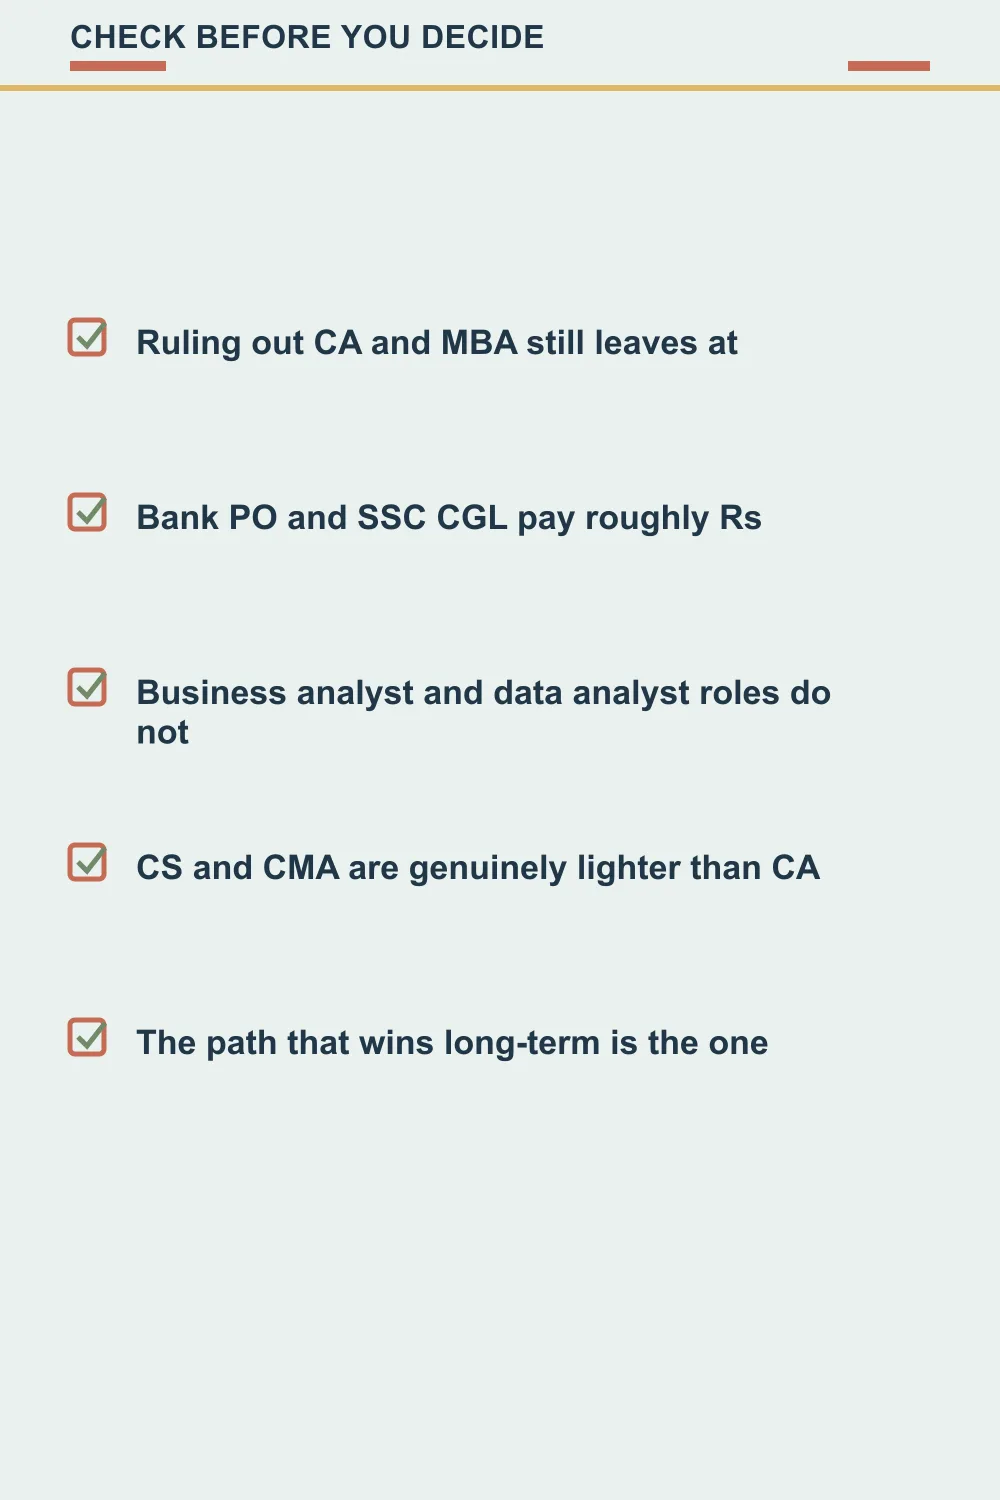 CHECK BEFORE YOU DECIDE
Ruling out CA and MBA still leaves at
Bank PO and SSC CGL pay roughly Rs
Business analyst and data analyst roles do
not
CS and CMA are genuinely lighter than CA
The path that wins long-term is the one